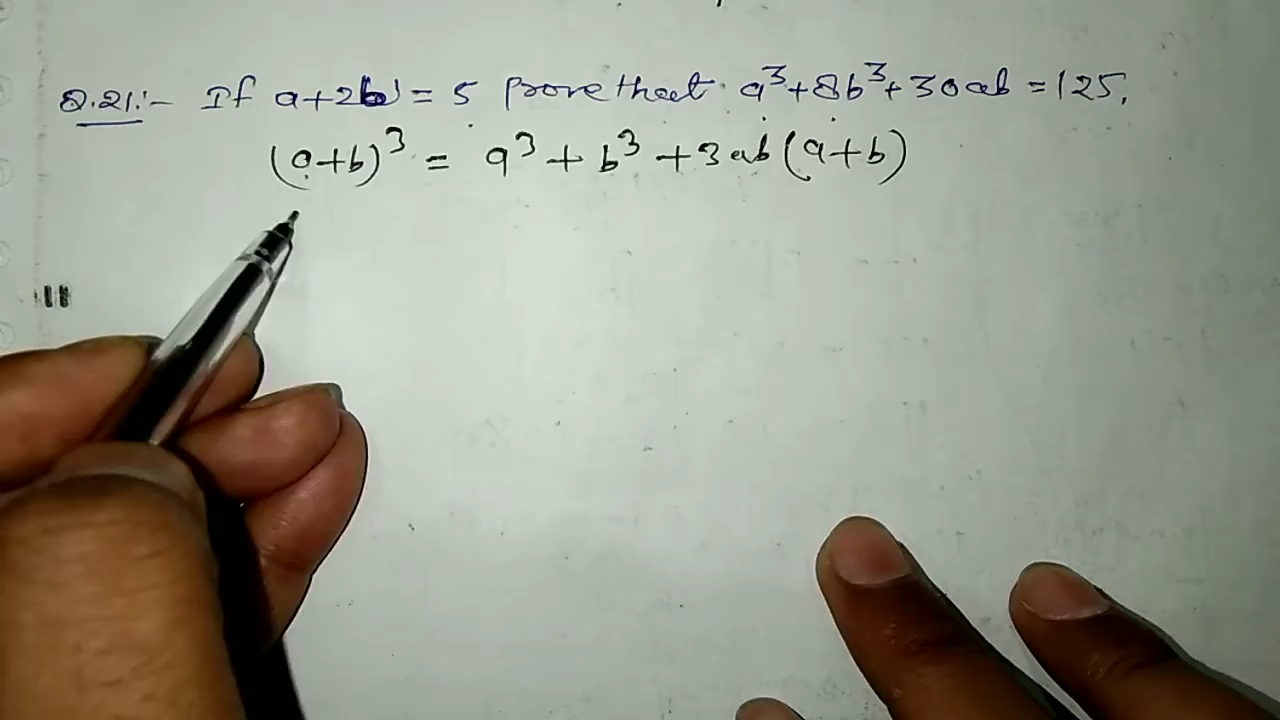 Q.21:- If a+2b = 5 prove that a³+8b³+30ab = 125.
(a+b)³ = a³ + b³ + 3ab(a+b)